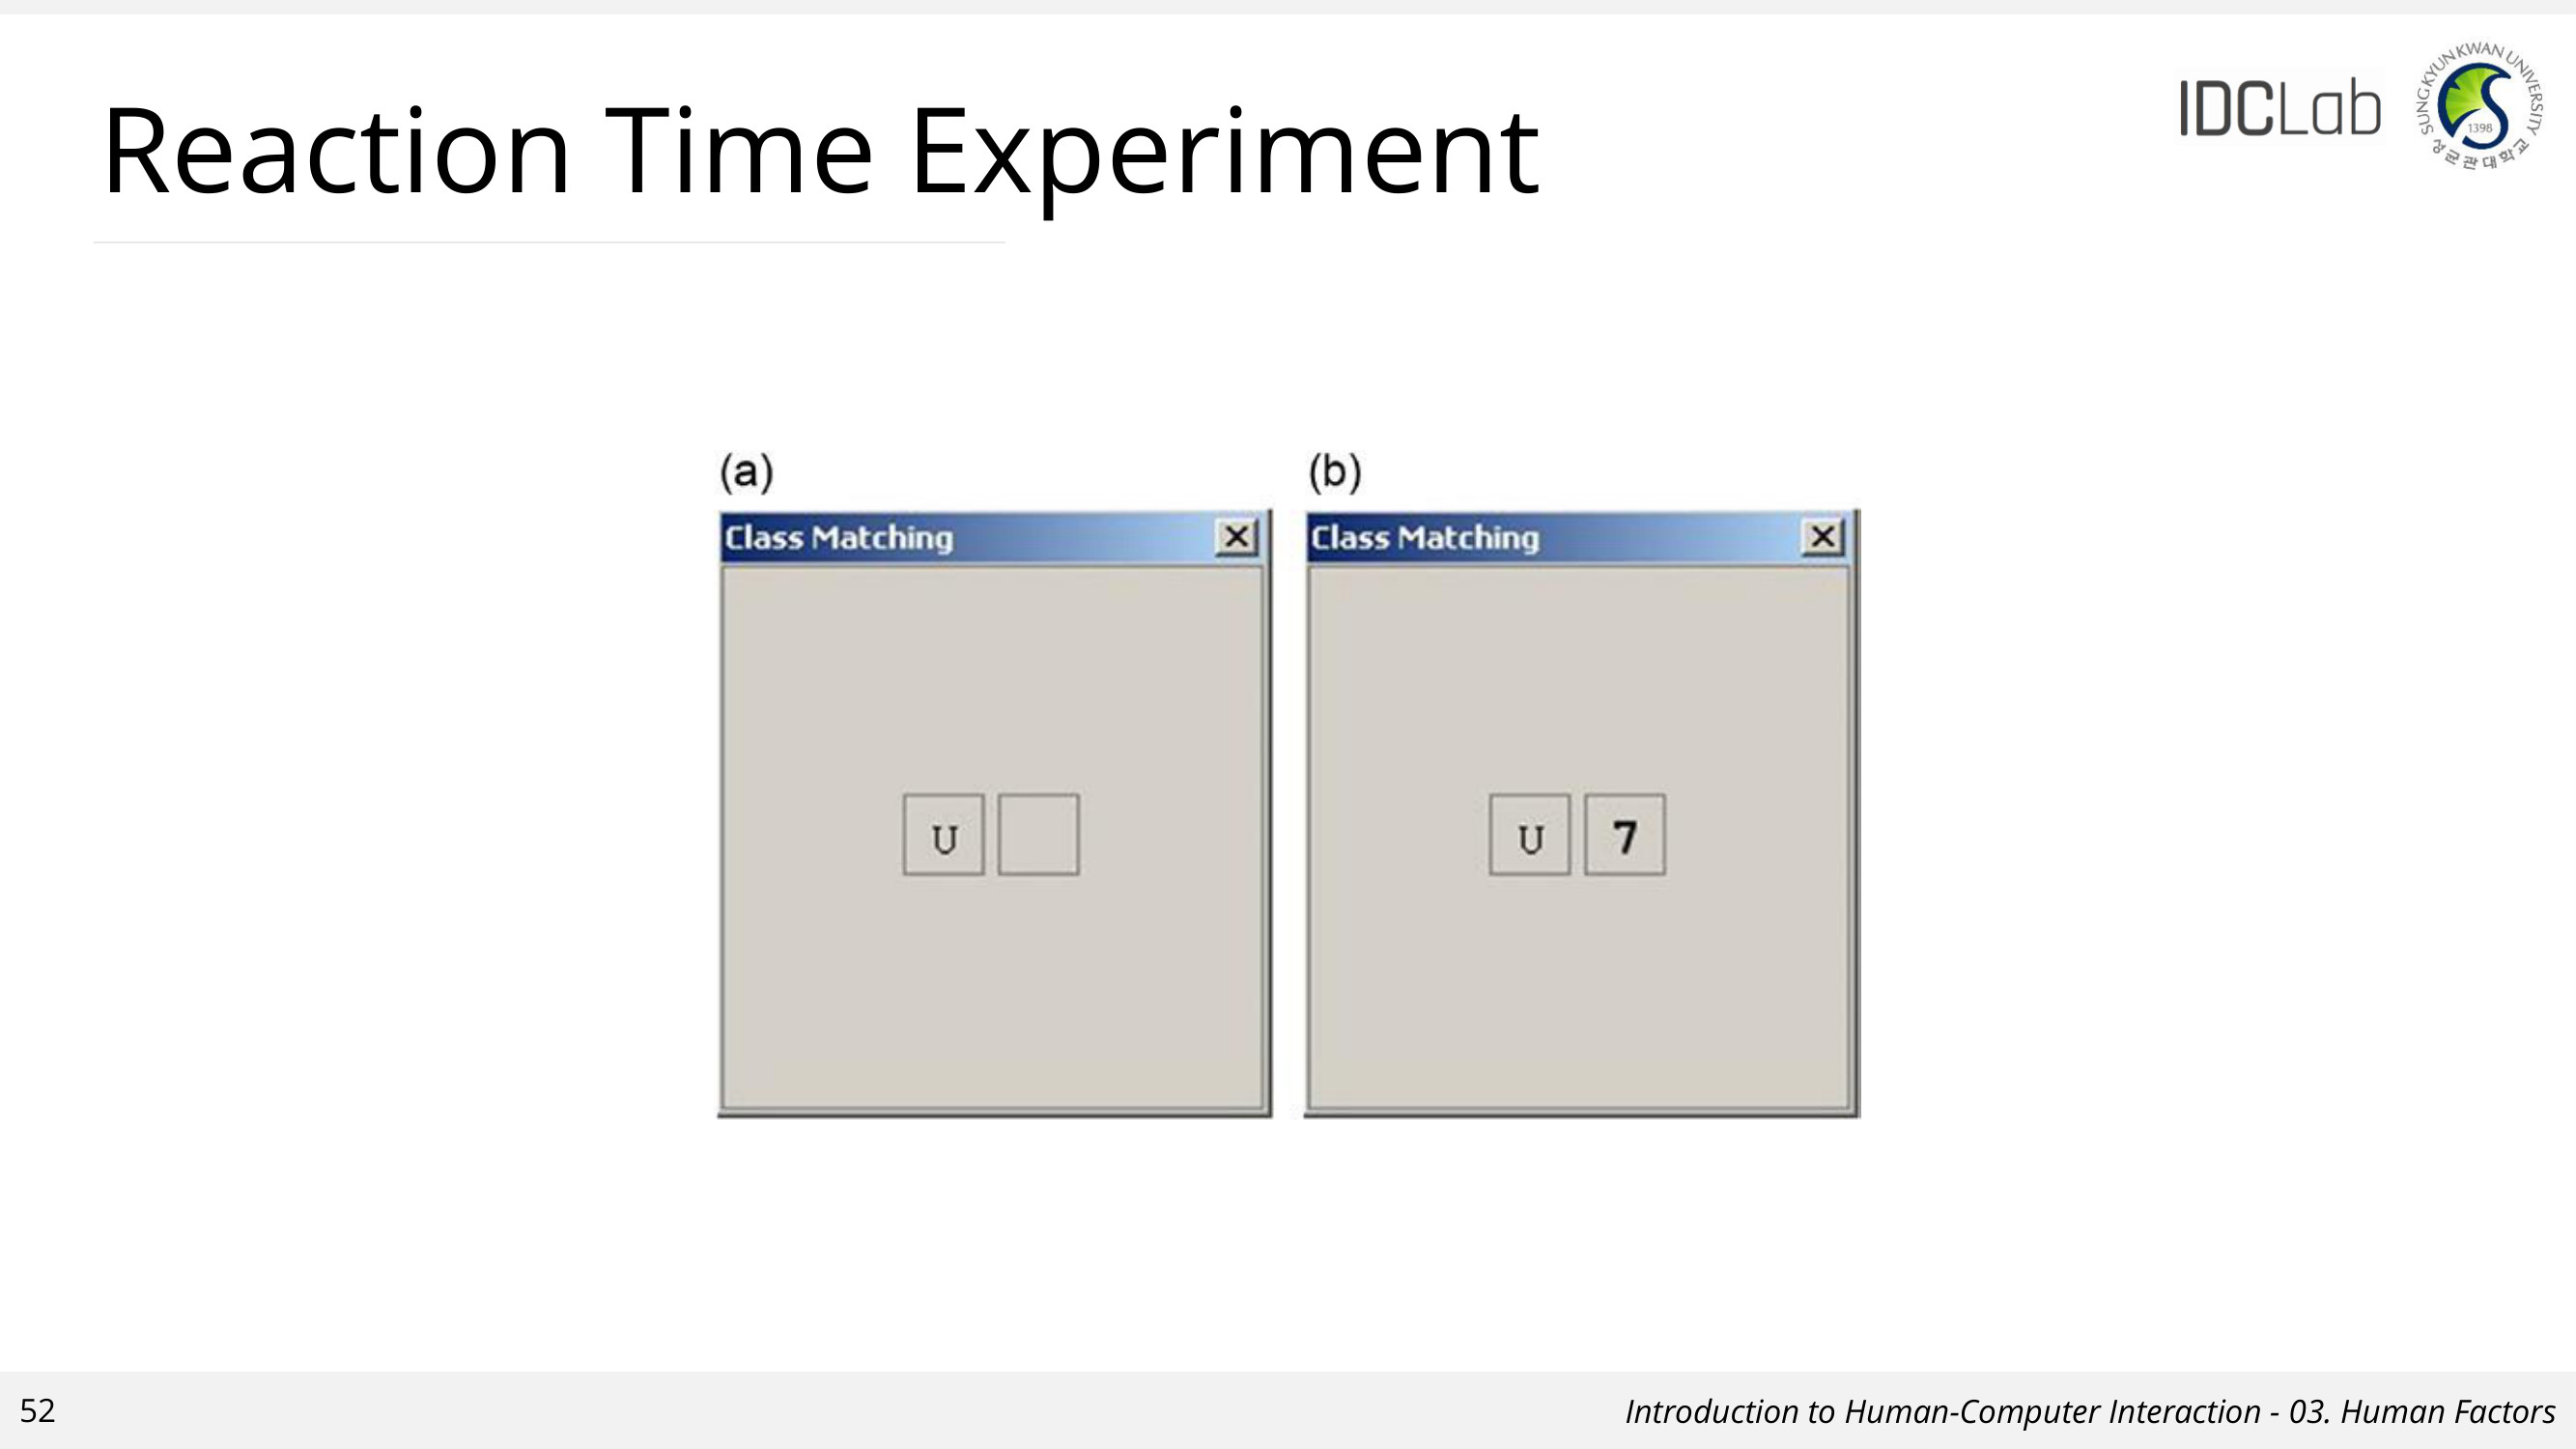 Reaction Time Experiment
IDCLab
SUNGKYUNKWAN UNIVERSITY
1398
성균관대학교
(a)
(b)
Class Matching
Class Matching
U
U 7
52
Introduction to Human-Computer Interaction - 03. Human Factors